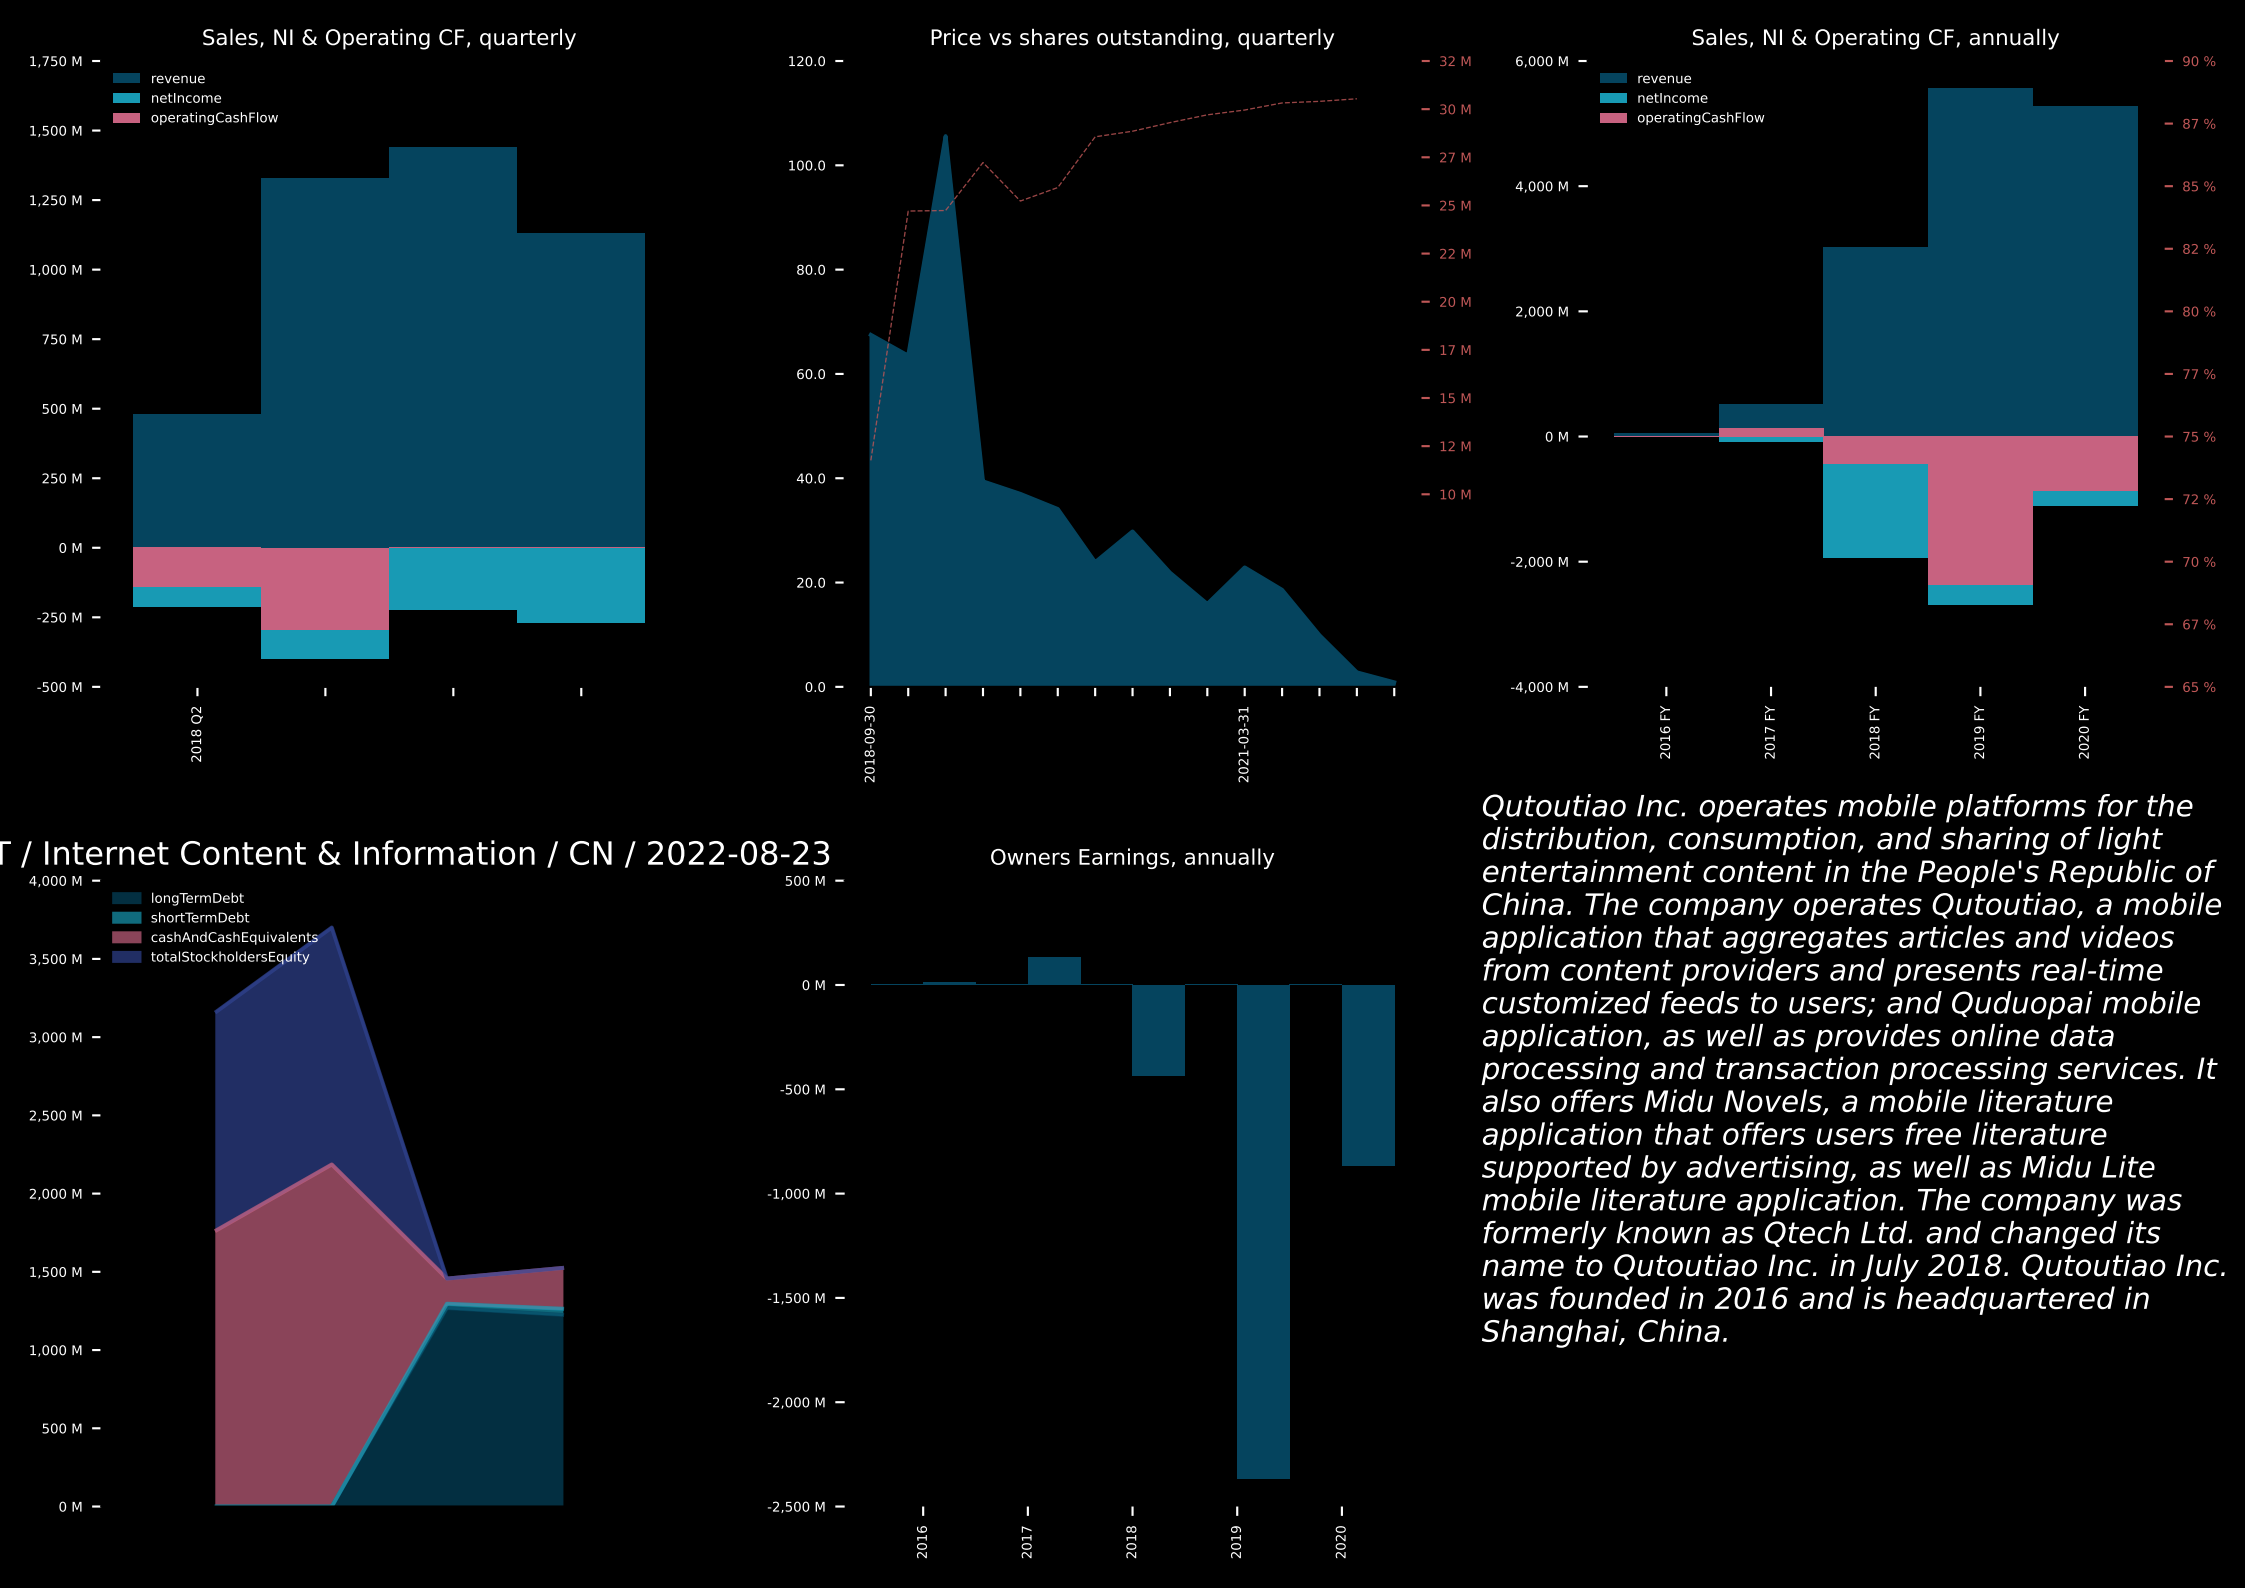 Sales, NI & Operating CF, quarterly
1,750 M
1,500 M
1,250 M
1,000 M
750 M
500 M
250 M
0 M
-250 M
-500 M
revenue
netIncome
operatingCashFlow
2018 Q2
Price vs shares outstanding, quarterly
120.0
100.0
80.0
60.0
40.0
20.0
0.0
32 M
30 M
27 M
25 M
22 M
20 M
17 M
15 M
12 M
10 M
2018-09-30
2021-03-31
Sales, NI & Operating CF, annually
6,000 M
4,000 M
2,000 M
0 M
-2,000 M
-4,000 M
revenue
netIncome
operatingCashFlow
90 %
87 %
85 %
82 %
80 %
77 %
75 %
72 %
70 %
67 %
65 %
2016 FY
2017 FY
2018 FY
2019 FY
2020 FY
T / Internet Content & Information / CN / 2022-08-23
4,000 M
3,500 M
3,000 M
2,500 M
2,000 M
1,500 M
1,000 M
500 M
0 M
longTermDebt
shortTermDebt
cashAndCashEquivalents
totalStockholdersEquity
Owners Earnings, annually
500 M
0 M
-500 M
-1,000 M
-1,500 M
-2,000 M
-2,500 M
2016
2017
2018
2019
2020
Qutoutiao Inc. operates mobile platforms for the
distribution, consumption, and sharing of light
entertainment content in the People's Republic of
China. The company operates Qutoutiao, a mobile
application that aggregates articles and videos
from content providers and presents real-time
customized feeds to users; and Quduopai mobile
application, as well as provides online data
processing and transaction processing services. It
also offers Midu Novels, a mobile literature
application that offers users free literature
supported by advertising, as well as Midu Lite
mobile literature application. The company was
formerly known as Qtech Ltd. and changed its
name to Qutoutiao Inc. in July 2018. Qutoutiao Inc.
was founded in 2016 and is headquartered in
Shanghai, China.